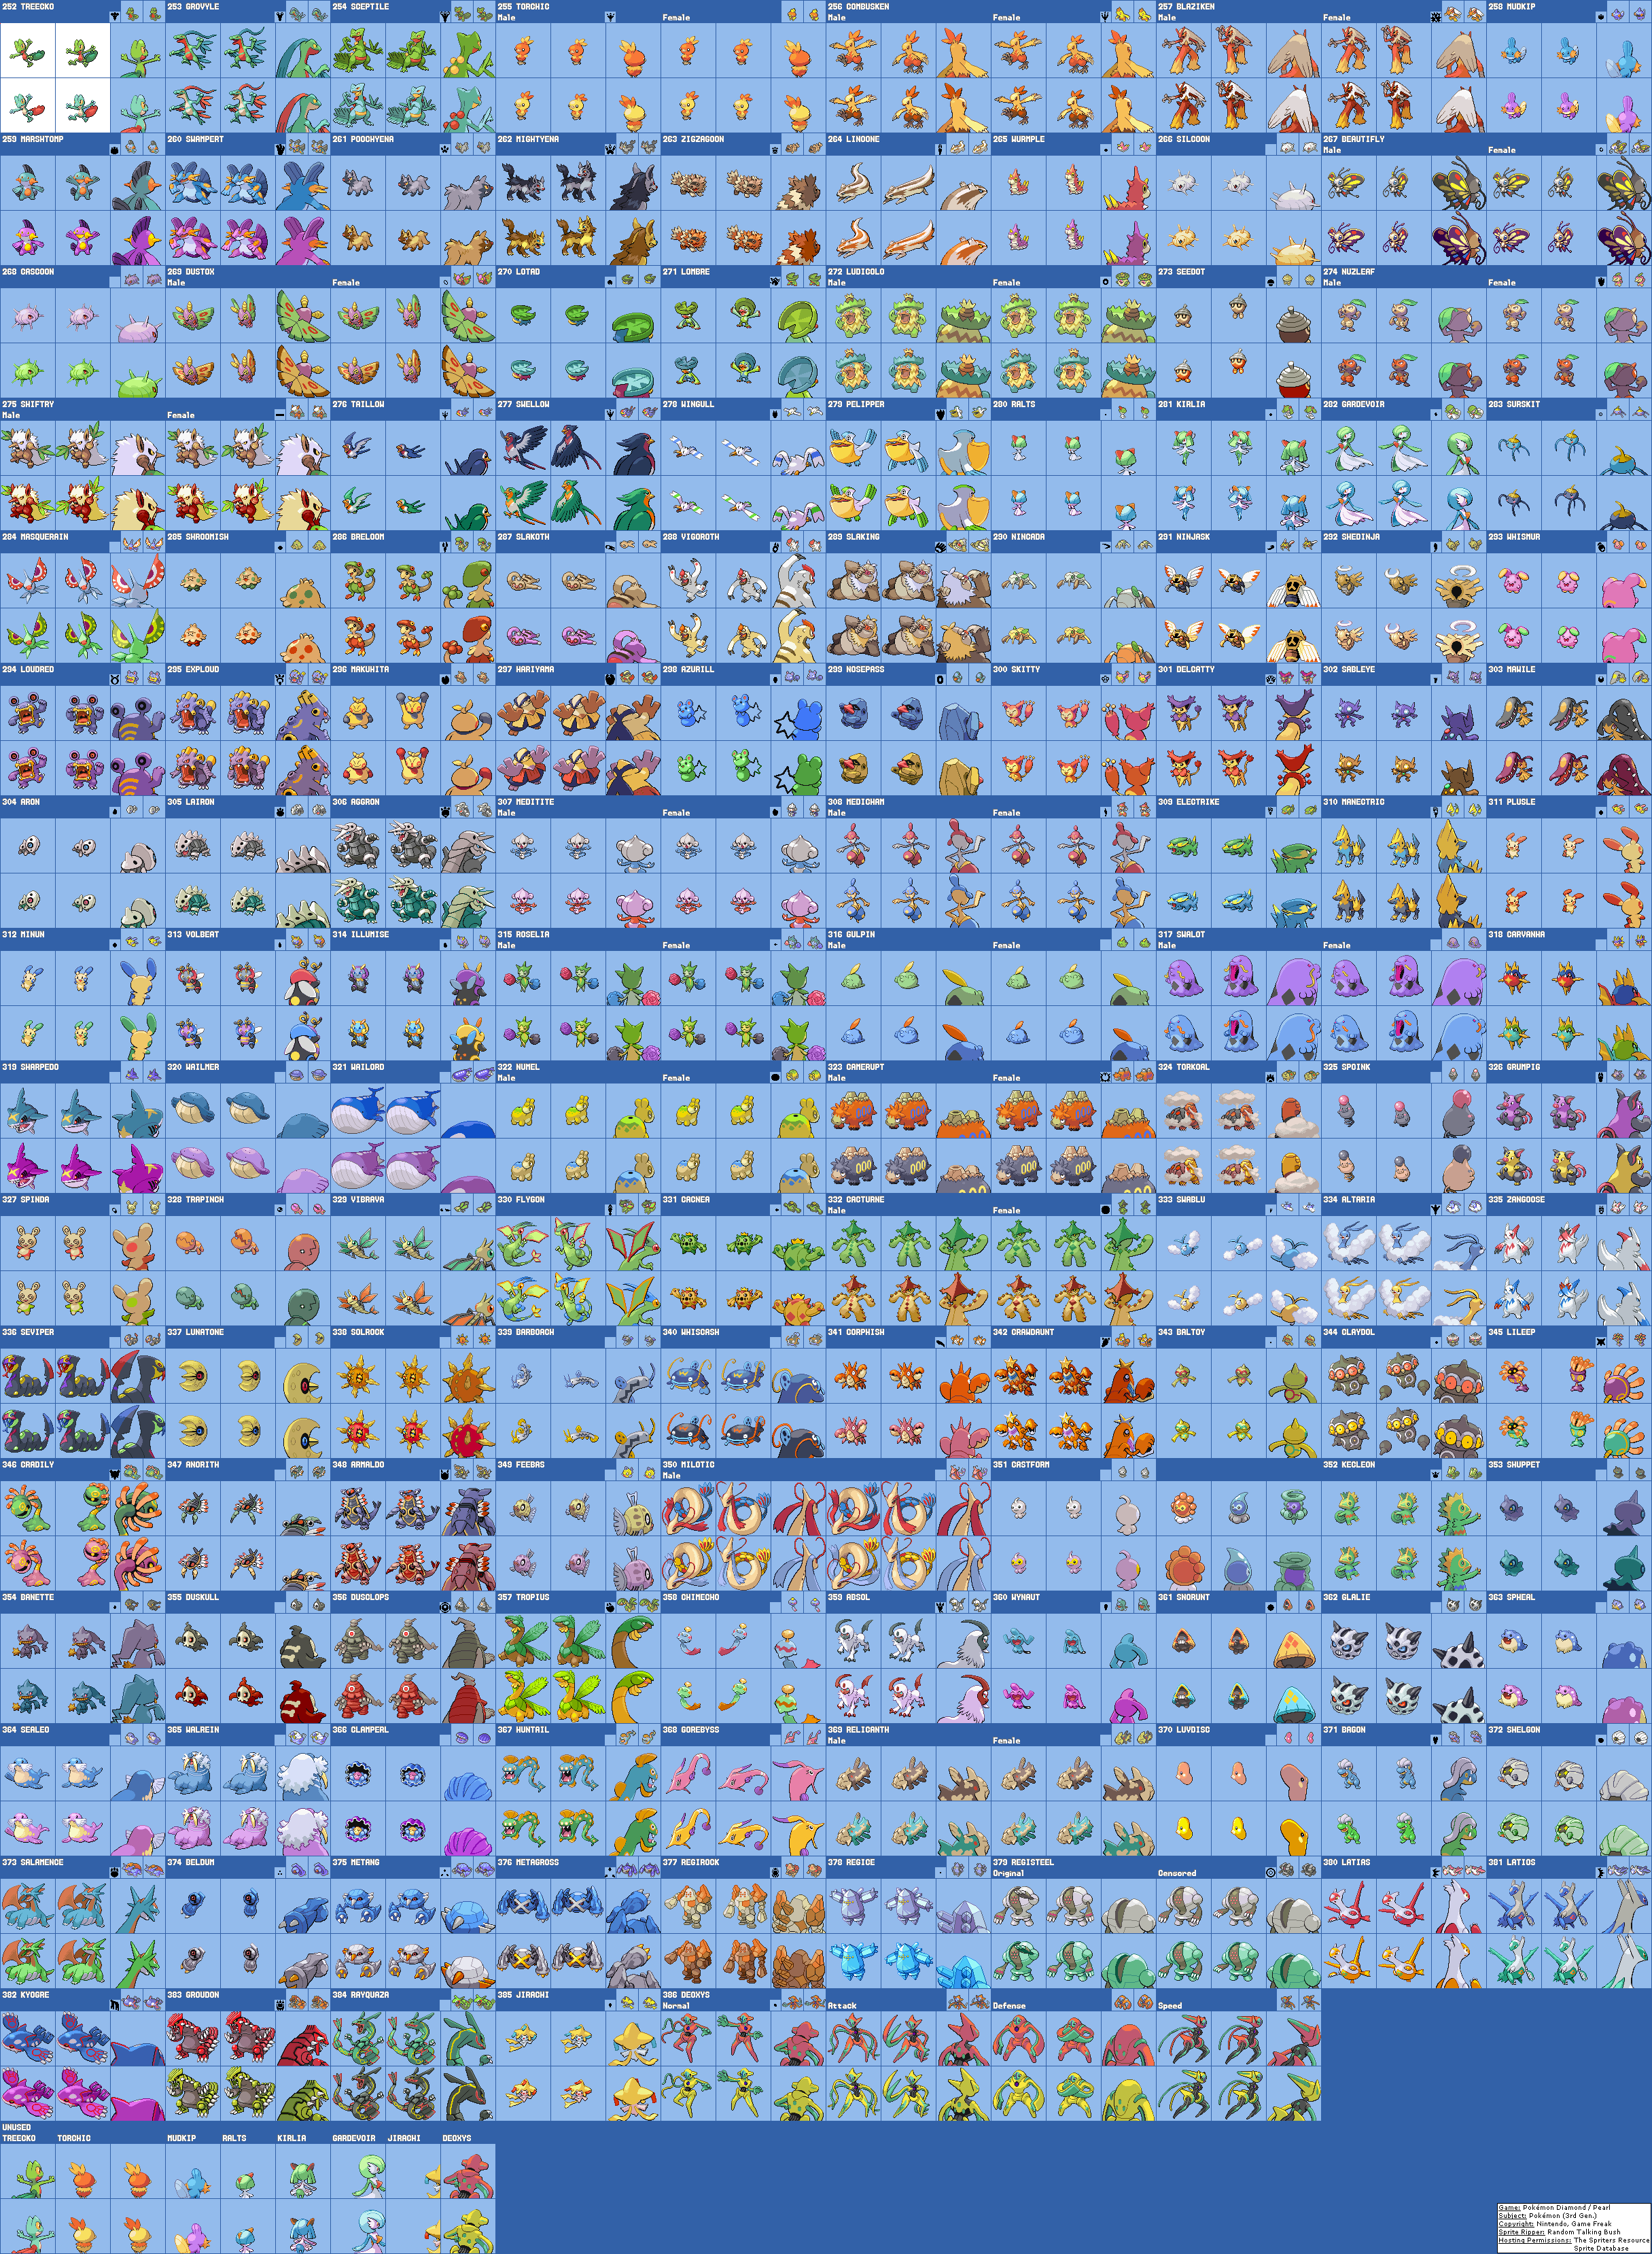 252 TREECKO 253 GROVYLE 254 SCEPTILE 255 TORCHIC 256 COMBUSKEN 257 BLAZIKEN 258 MUDKIP
Male Female Male Female Male Female
259 MARSHTOMP 260 SWAMPERT 261 POOCHYENA 262 MIGHTYENA 263 ZIGZAGOON 264 LINOONE 265 WURMPLE 266 SILCOON 267 BEAUTIFLY
Male Female
268 CASCOON 269 DUSTOX 270 LOTAD 271 LOMBRE 272 LUDICOLO 273 SEEDOT 274 NUZLEAF
Male Female Male Female Male Female
275 SHIFTRY 276 TAILLOW 277 SWELLOW 278 WINGULL 279 PELIPPER 280 RALTS 281 KIRLIA 282 GARDEVOIR 283 SURSKIT
Male Female
284 MASQUERAIN 285 SHROOMISH 286 BRELOOM 287 SLAKOTH 288 VIGOROTH 289 SLAKING 290 NINCADA 291 NINJASK 292 SHEDINJA 293 WHISMUR
294 LOUDRED 295 EXPLOUD 296 MAKUHITA 297 HARIYAMA 298 AZURILL 299 NOSEPASS 300 SKITTY 301 DELCATTY 302 SABLEYE 303 MAWILE
304 ARON 305 LAIRON 306 AGGRON 307 MEDITITE 308 MEDICHAM 309 ELECTRIKE 310 MANECTRIC 311 PLUSLE
Male Female Male Female
312 MINUN 313 VOLBEAT 314 ILLUMISE 315 ROSELIA 316 GULPIN 317 SWALOT 318 CARVANHA
Male Female Male Female Male Female
319 SHARPEDO 320 WAILMER 321 WAILORD 322 NUMEL 323 CAMERUPT 324 TORKOAL 325 SPOINK 326 GRUMPIG
Male Female Male Female
327 SPINDA 328 TRAPINCH 329 VIBRAVA 330 FLYGON 331 CACNEA 332 CACTURNE 333 SWABLU 334 ALTARIA 335 ZANGOOSE
Male Female
336 SEVIPER 337 LUNATONE 338 SOLROCK 339 BARBOACH 340 WHISCASH 341 CORPHISH 342 CRAWDAUNT 343 BALTOY 344 CLAYDOL 345 LILEEP
346 CRADILY 347 ANORITH 348 ARMALDO 349 FEEBAS 350 MILOTIC 351 CASTFORM 352 KECLEON 353 SHUPPET
Male
354 BANETTE 355 DUSKULL 356 DUSCLOPS 357 TROPIUS 358 CHIMECHO 359 ABSOL 360 WYNAUT 361 SNORUNT 362 GLALIE 363 SPHEAL
364 SEALEO 365 WALREIN 366 CLAMPERL 367 HUNTAIL 368 GOREBYSS 369 RELICANTH 370 LUVDISC 371 BAGON 372 SHELGON
Male Female
373 SALAMENCE 374 BELDUM 375 METANG 376 METAGROSS 377 REGIROCK 378 REGICE 379 REGISTEEL 380 LATIAS 381 LATIOS
Original Censored
382 KYOGRE 383 GROUDON 384 RAYQUAZA 385 JIRACHI 386 DEOXYS
Normal Attack Defense Speed
UNUSED
TREECKO TORCHIC MUDKIP RALTS KIRLIA GARDEVOIR JIRACHI DEOXYS
Game: Pokémon Diamond / Pearl
Subject: Pokémon (3rd Gen.)
Copyright: Nintendo, Game Freak
Sprite Ripper: Random Talking Bush
Hosting Permissions: The Spriters Resource
Sprite Database